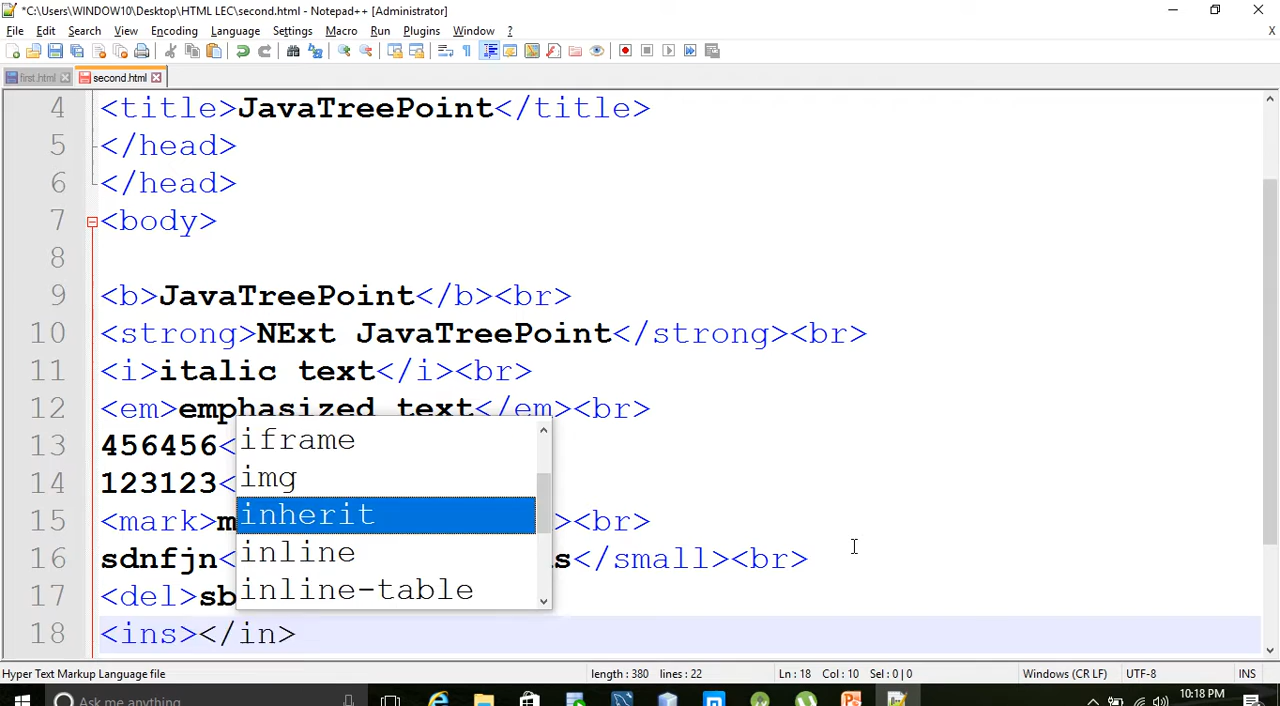 *C:\Users\WINDOW10\Desktop\HTML LEC\second.html - Notepad++ [Administrator]
File Edit Search View Encoding Language Settings Macro Run Plugins Window ?
X
first.html second.html
4 <title>JavaTreePoint</title>
5 </head>
6 </head>
7 <body>
8
9 <b>JavaTreePoint</b><br>
10 <strong>NExt JavaTreePoint</strong><br>
11 <i>italic text</i><br>
12 <em>emphasized text</em><br>
13 456456<
14 123123<
15 <mark>m ><br>
16 sdnfjn< s</small><br>
17 <del>sb
18 <ins></in>
iframe
img
inherit
inline
inline-table
Hyper Text Markup Language file length : 380 lines : 22 Ln : 18 Col : 10 Sel : 0 | 0 Windows (CR LF) UTF-8 INS
Ask me anything 10:18 PM